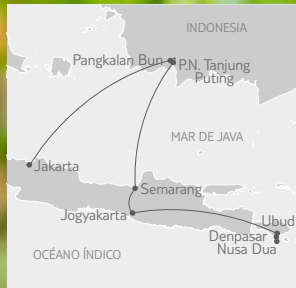 INDONESIA
Pangkalan Bun
P.N. Tanjung
Puting
MAR DE JAVA
Jakarta
Semarang
Jogyakarta
Ubud
Denpasar
Nusa Dua
OCÉANO ÍNDICO